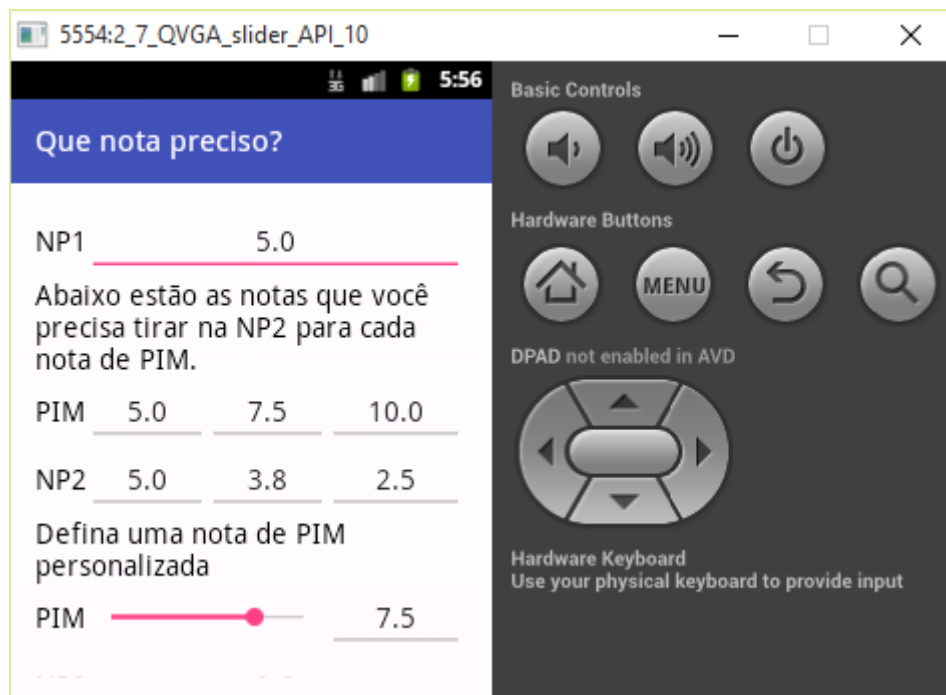 5554:2_7_QVGA_slider_API_10
3G 5:56
Que nota preciso?
NP1 5.0
Abaixo estão as notas que você
precisa tirar na NP2 para cada
nota de PIM.
PIM 5.0 7.5 10.0
NP2 5.0 3.8 2.5
Defina uma nota de PIM
personalizada
PIM 7.5
Basic Controls
Hardware Buttons
MENU
DPAD not enabled in AVD
Hardware Keyboard
Use your physical keyboard to provide input